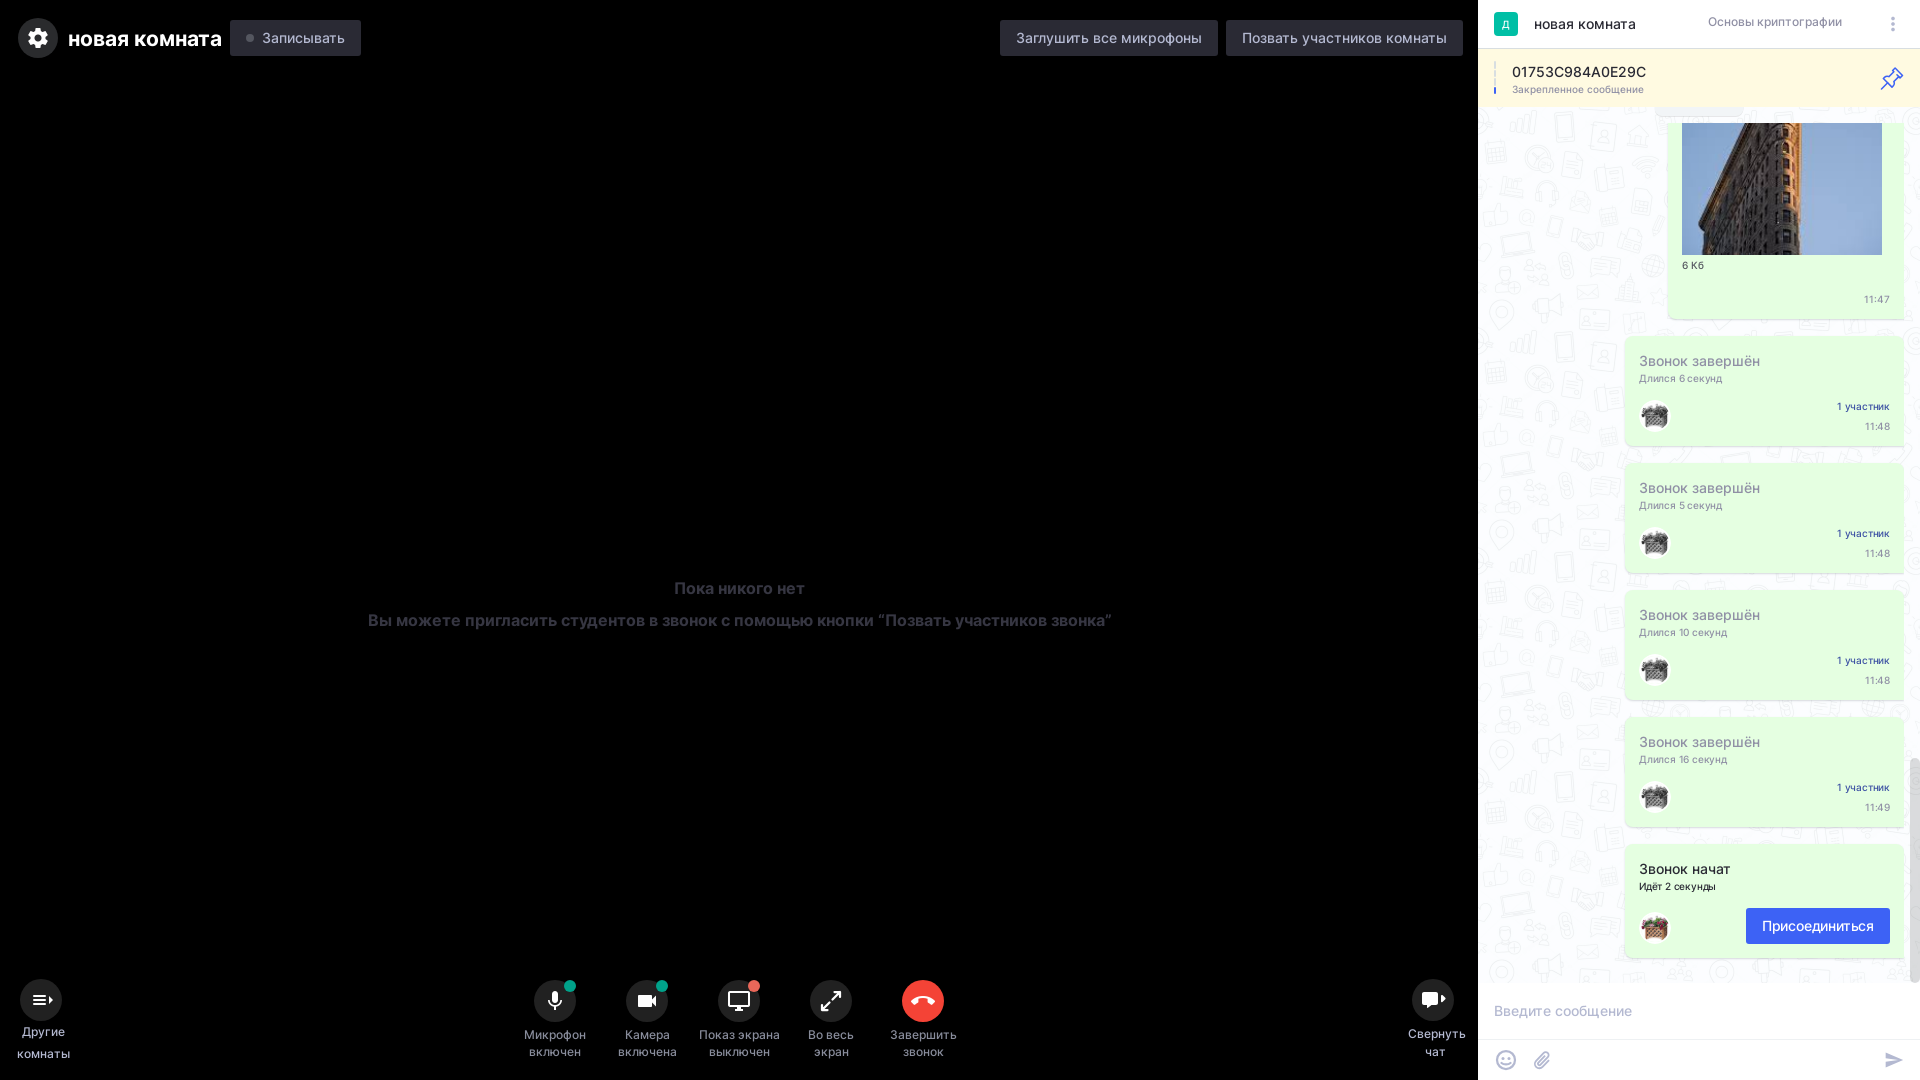 новая комната
Записывать
Заглушить все микрофоны
Позвать участников комнаты
Пока никого нет
Вы можете пригласить студентов в звонок с помощью кнопки “Позвать участников звонка”
Другие
комнаты
Микрофон
включен
Камера
включена
Показ экрана
выключен
Во весь
экран
Завершить
звонок
Свернуть
чат
Д
новая комната
Основы криптографии
01753C984A0E29C
Закрепленное сообщение
6 Кб
11:47
Звонок завершён
Длился 6 секунд
1 участник
11:48
Звонок завершён
Длился 5 секунд
1 участник
11:48
Звонок завершён
Длился 10 секунд
1 участник
11:48
Звонок завершён
Длился 16 секунд
1 участник
11:49
Звонок начат
Идёт 2 секунды
Присоединиться
Введите сообщение